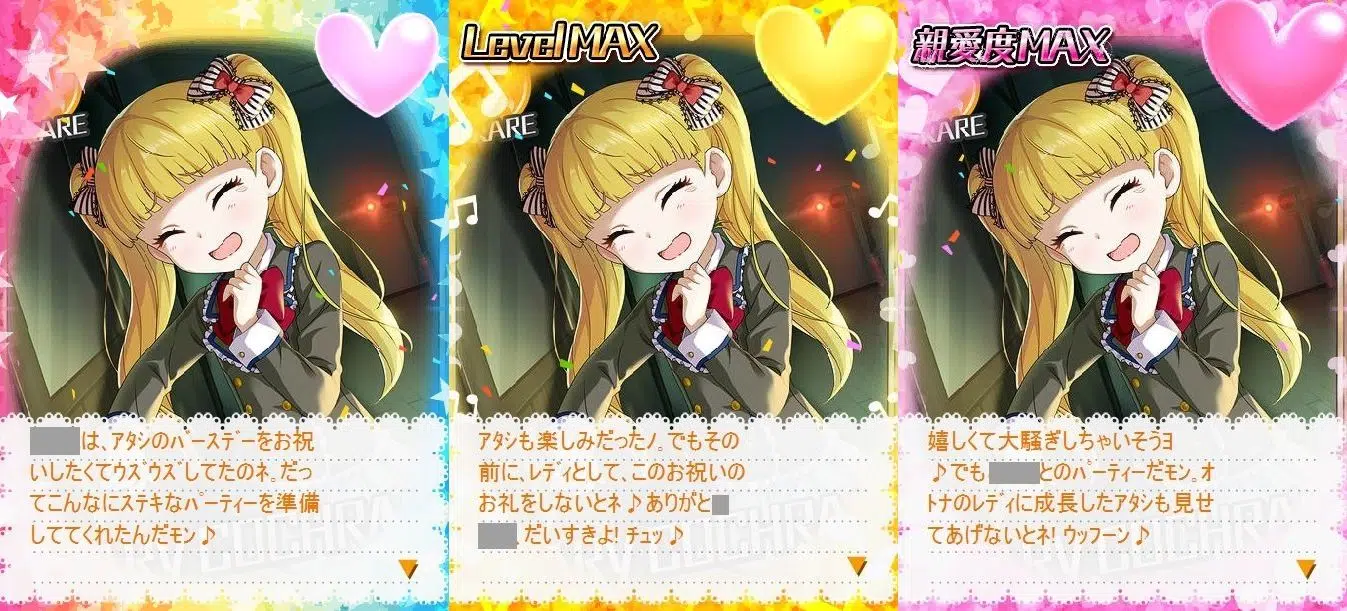 RARE
は、アタシのバースデーをお祝
いしたくてウズウズしてたのネ。だっ
てこんなにステキなパーティーを準備
しててくれたんだモン♪
Level MAX
RARE
アタシも楽しみだったノ。でもその
前に、レディとして、このお祝いの
お礼をしないとネ♪ありがと
、だいすきよ! チュッ♪
親愛度MAX
RARE
嬉しくて大騒ぎしちゃいそうヨ
♪でも とのパーティーだモン。オ
トナのレディに成長したアタシも見せ
てあげないとネ! ウッフーン♪